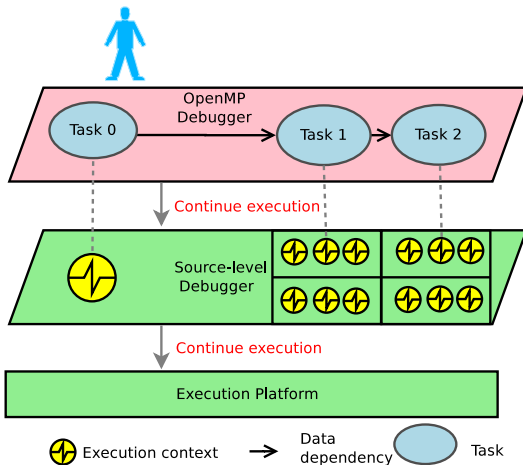 OpenMP
Debugger
Task 0
Task 1
Task 2
Continue execution
Source-level
Debugger
Continue execution
Execution Platform
Execution context
Data
dependency
Task